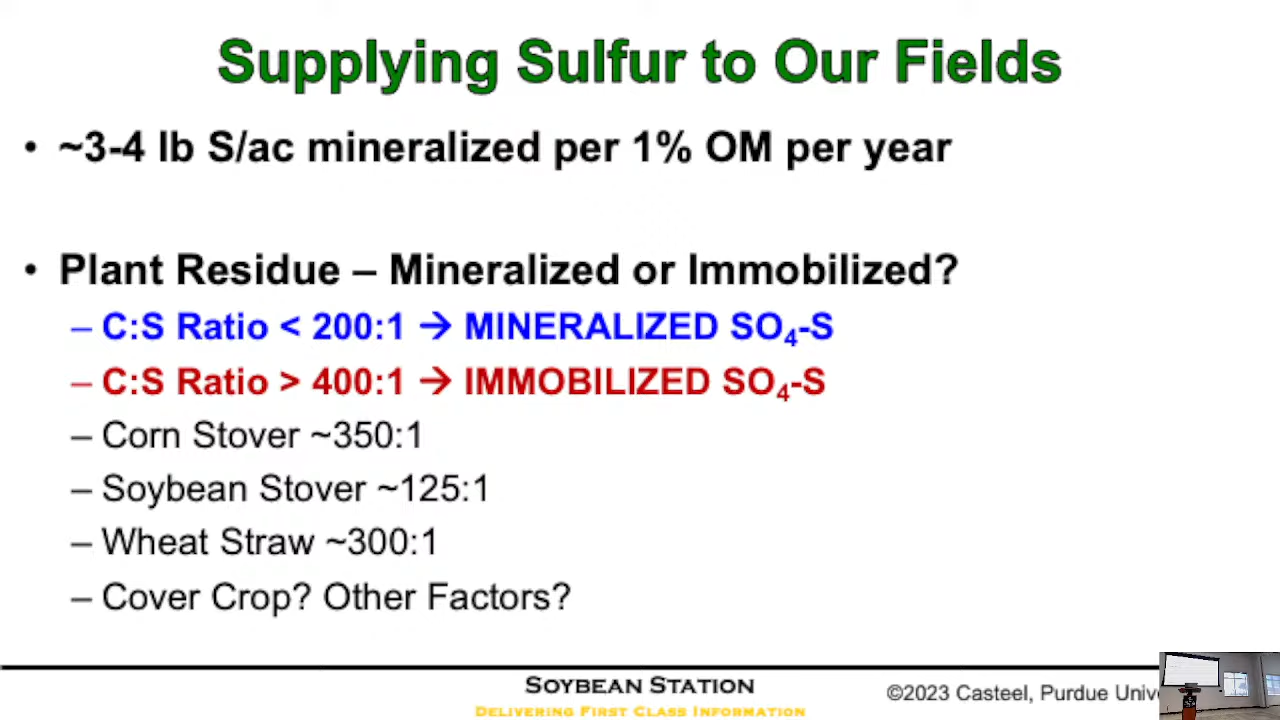 Supplying Sulfur to Our Fields
• ~3-4 lb S/ac mineralized per 1% OM per year
• Plant Residue – Mineralized or Immobilized?
– C:S Ratio < 200:1 → MINERALIZED SO₄-S
– C:S Ratio > 400:1 → IMMOBILIZED SO₄-S
– Corn Stover ~350:1
– Soybean Stover ~125:1
– Wheat Straw ~300:1
– Cover Crop? Other Factors?
SOYBEAN STATION
DELIVERING FIRST CLASS INFORMATION
©2023 Casteel, Purdue